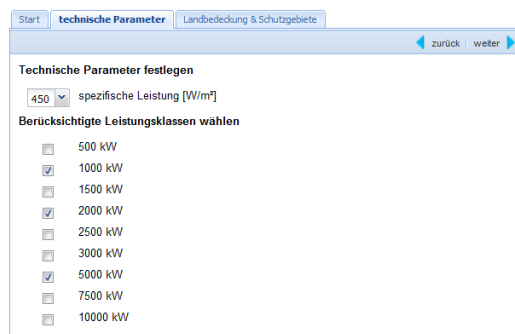 Start technische Parameter Landbedeckung & Schutzgebiete
zurück weiter
Technische Parameter festlegen
450 spezifische Leistung [W/m²]
Berücksichtigte Leistungsklassen wählen
500 kW
1000 kW
1500 kW
2000 kW
2500 kW
3000 kW
5000 kW
7500 kW
10000 kW